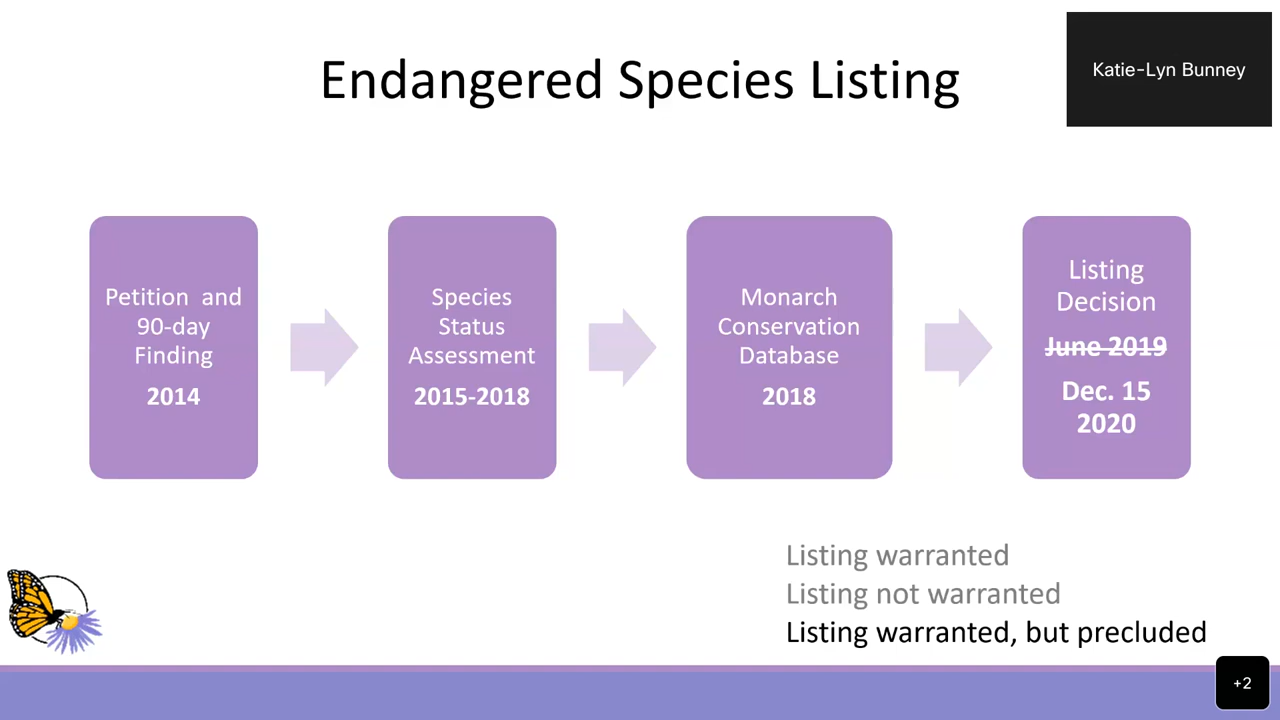 Endangered Species Listing
Katie-Lyn Bunney
Petition and
90-day
Finding
2014
Species
Status
Assessment
2015-2018
Monarch
Conservation
Database
2018
Listing
Decision
June 2019
Dec. 15
2020
Listing warranted
Listing not warranted
Listing warranted, but precluded
+2